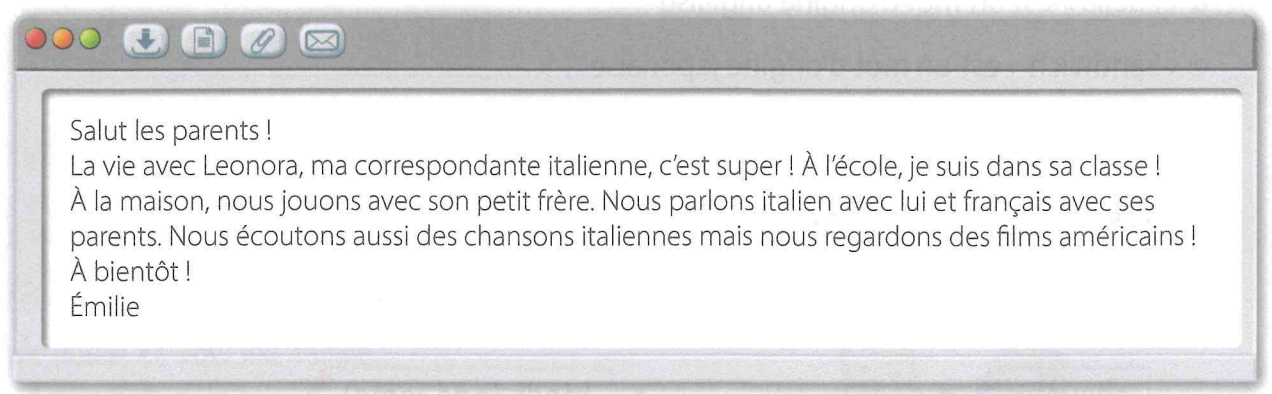 Salut les parents !
La vie avec Leonora, ma correspondante italienne, c'est super ! À l'école, je suis dans sa classe !
À la maison, nous jouons avec son petit frère. Nous parlons italien avec lui et français avec ses
parents. Nous écoutons aussi des chansons italiennes mais nous regardons des films américains !
À bientôt !
Émilie